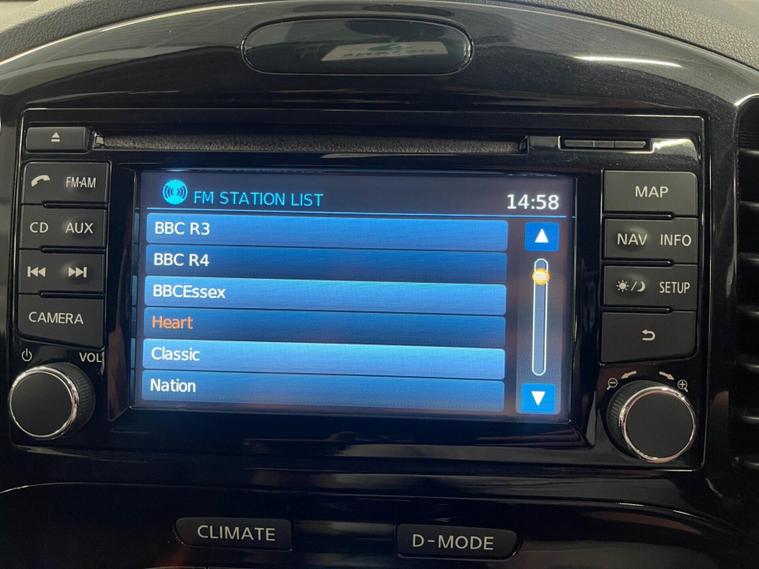 FM-AM
CD AUX
CAMERA
VOL
FM STATION LIST 14:58
BBC R3
BBC R4
BBCEssex
Heart
Classic
Nation
MAP
NAV INFO
SETUP
CLIMATE
D-MODE